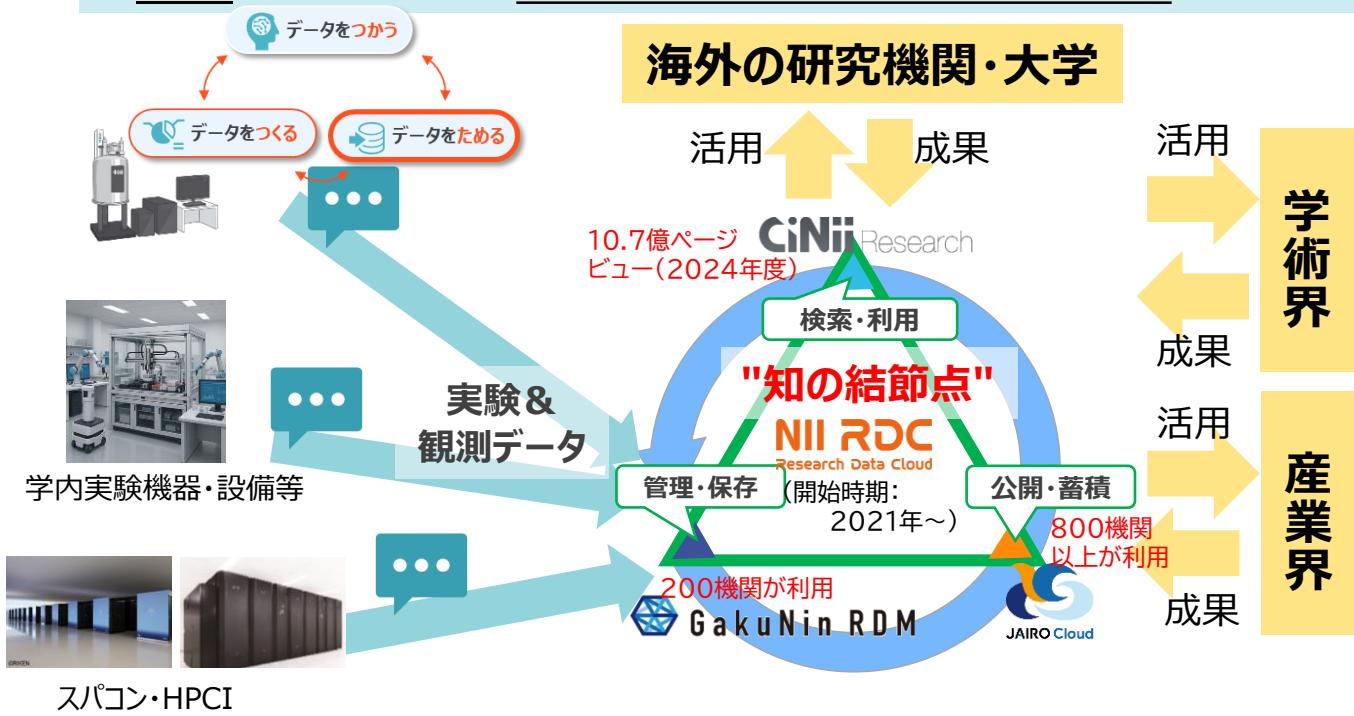 データをつかう
データをつくる
データをためる
海外の研究機関・大学
活用
成果
活用
学術界
成果
10.7億ページ
ビュー(2024年度)
CiNii Research
検索・利用
"知の結節点"
NII RDC
Research Data Cloud
(開始時期:
2021年～)
実験&
観測データ
管理・保存
公開・蓄積
活用
産業界
成果
学内実験機器・設備等
800機関
以上が利用
200機関が利用
GakuNin RDM
JAIRO Cloud
©RIKEN
スパコン・HPCI